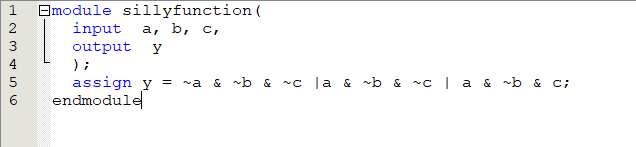 1 module sillyfunction(
2 input a, b, c,
3 output y
4 );
5 assign y = ~a & ~b & ~c |a & ~b & ~c | a & ~b & c;
6 endmodule